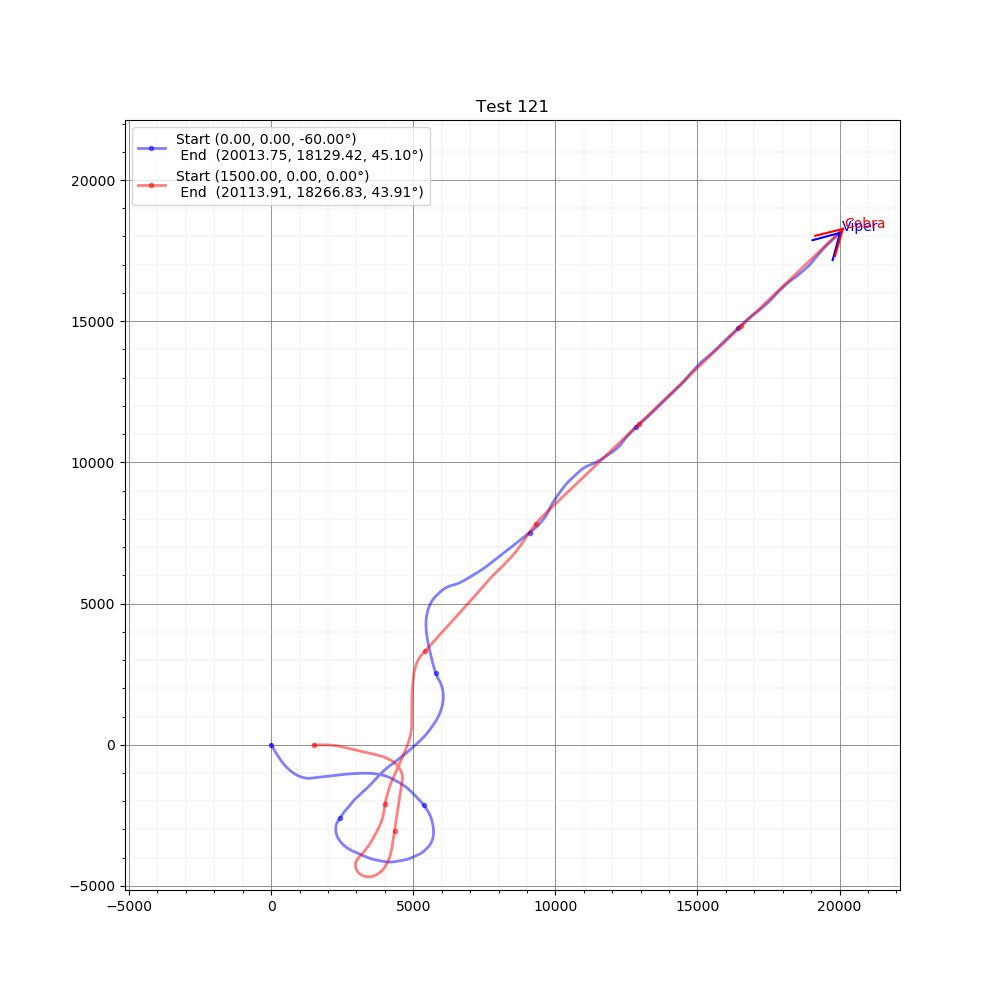 Test 121
Start (0.00, 0.00, -60.00°)
End (20013.75, 18129.42, 45.10°)
Start (1500.00, 0.00, 0.00°)
End (20113.91, 18266.83, 43.91°)
Cobra
Viper
20000
15000
10000
5000
0
−5000
−5000 0 5000 10000 15000 20000